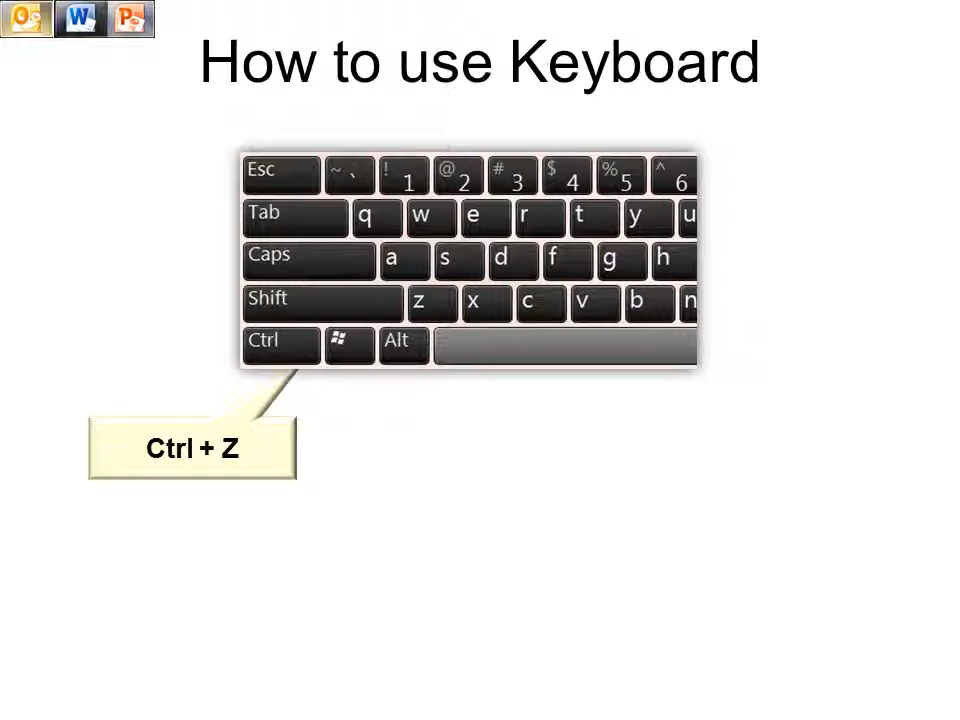 O W P
How to use Keyboard
Esc ~ ` ! 1 @ 2 # 3 $ 4 % 5 ^ 6
Tab q w e r t y u
Caps a s d f g h
Shift z x c v b n
Ctrl Alt
Ctrl + Z